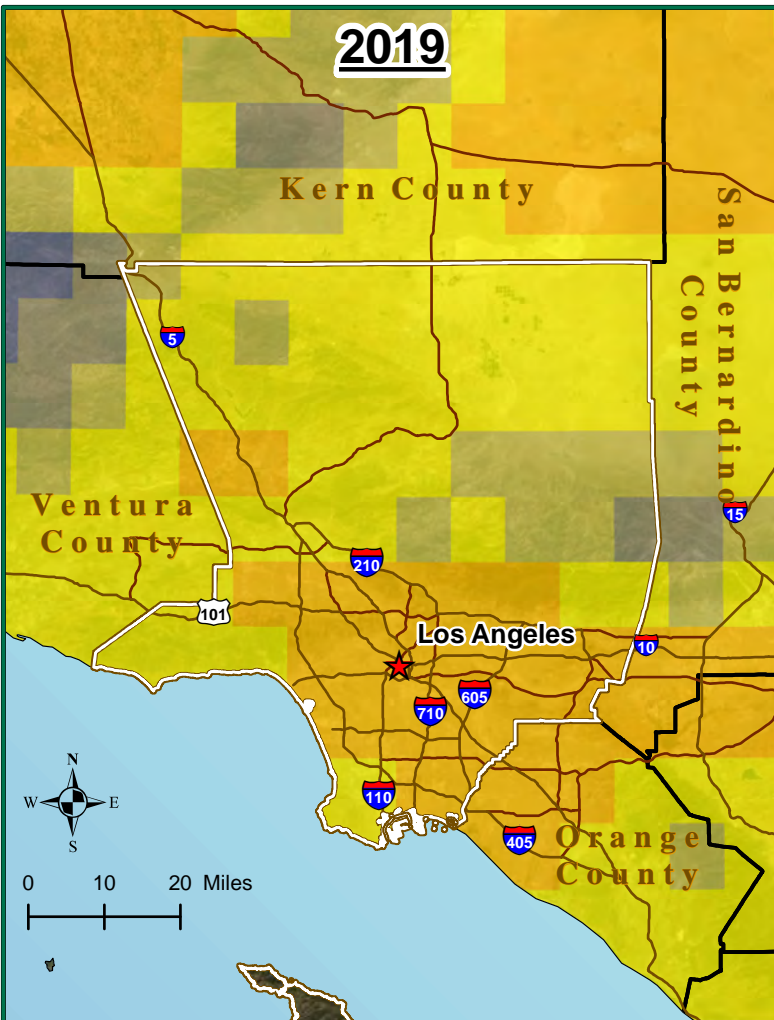 2019
Kern County
San Bernardino
County
5
Ventura
County
15
210
101
Los Angeles
10
605
710
N
W
E
S
110
405
Orange
County
0 10 20 Miles